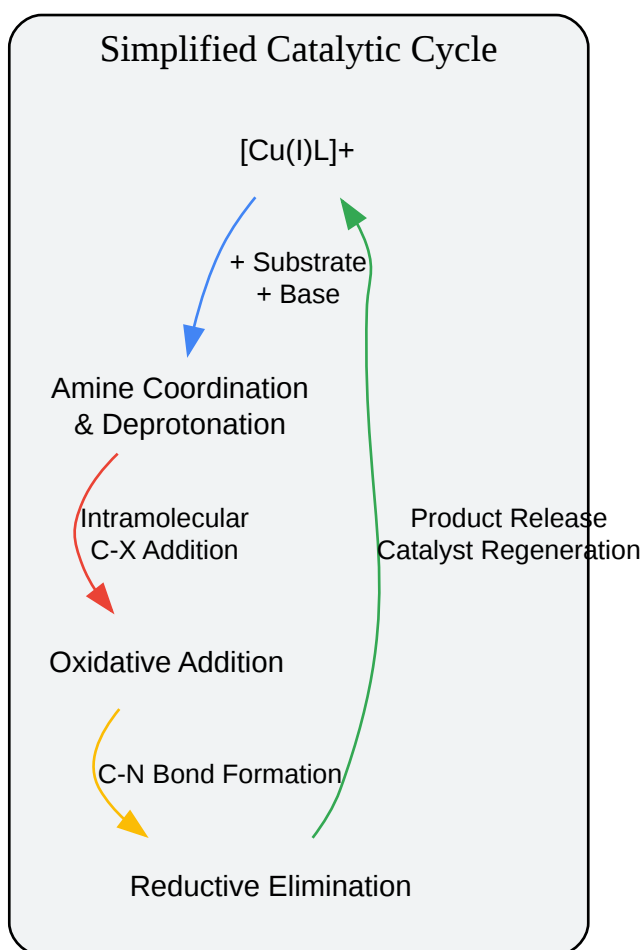 Simplified Catalytic Cycle
[Cu(I)L]+
+ Substrate
+ Base
Amine Coordination
& Deprotonation
Intramolecular
C-X Addition
Product Release
Catalyst Regeneration
Oxidative Addition
C-N Bond Formation
Reductive Elimination